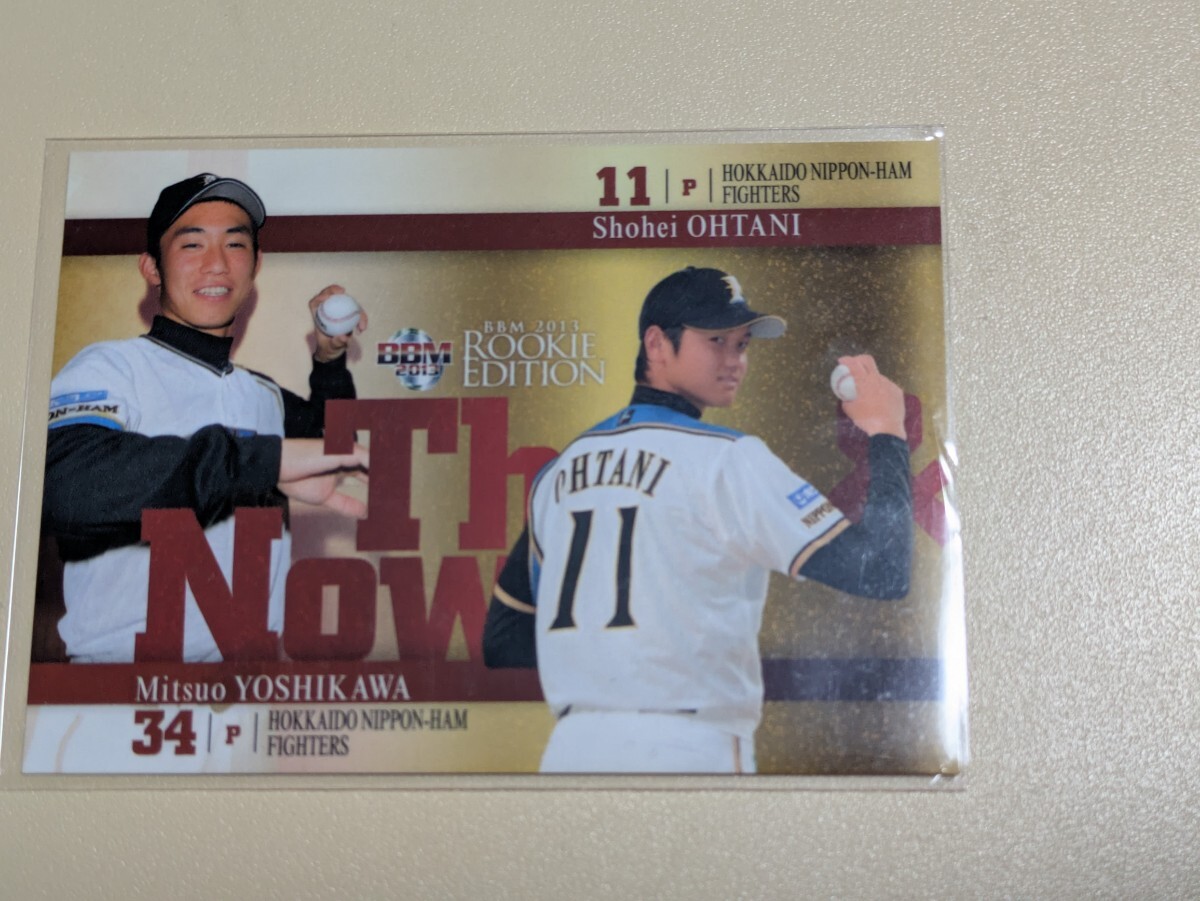 11 | P | HOKKAIDO NIPPON-HAM
FIGHTERS
Shohei OHTANI
BBM
2013
BBM 2013
ROOKIE
EDITION
Th
&
Now
OHTANI
11
Mitsuo YOSHIKAWA
34 | P | HOKKAIDO NIPPON-HAM
FIGHTERS